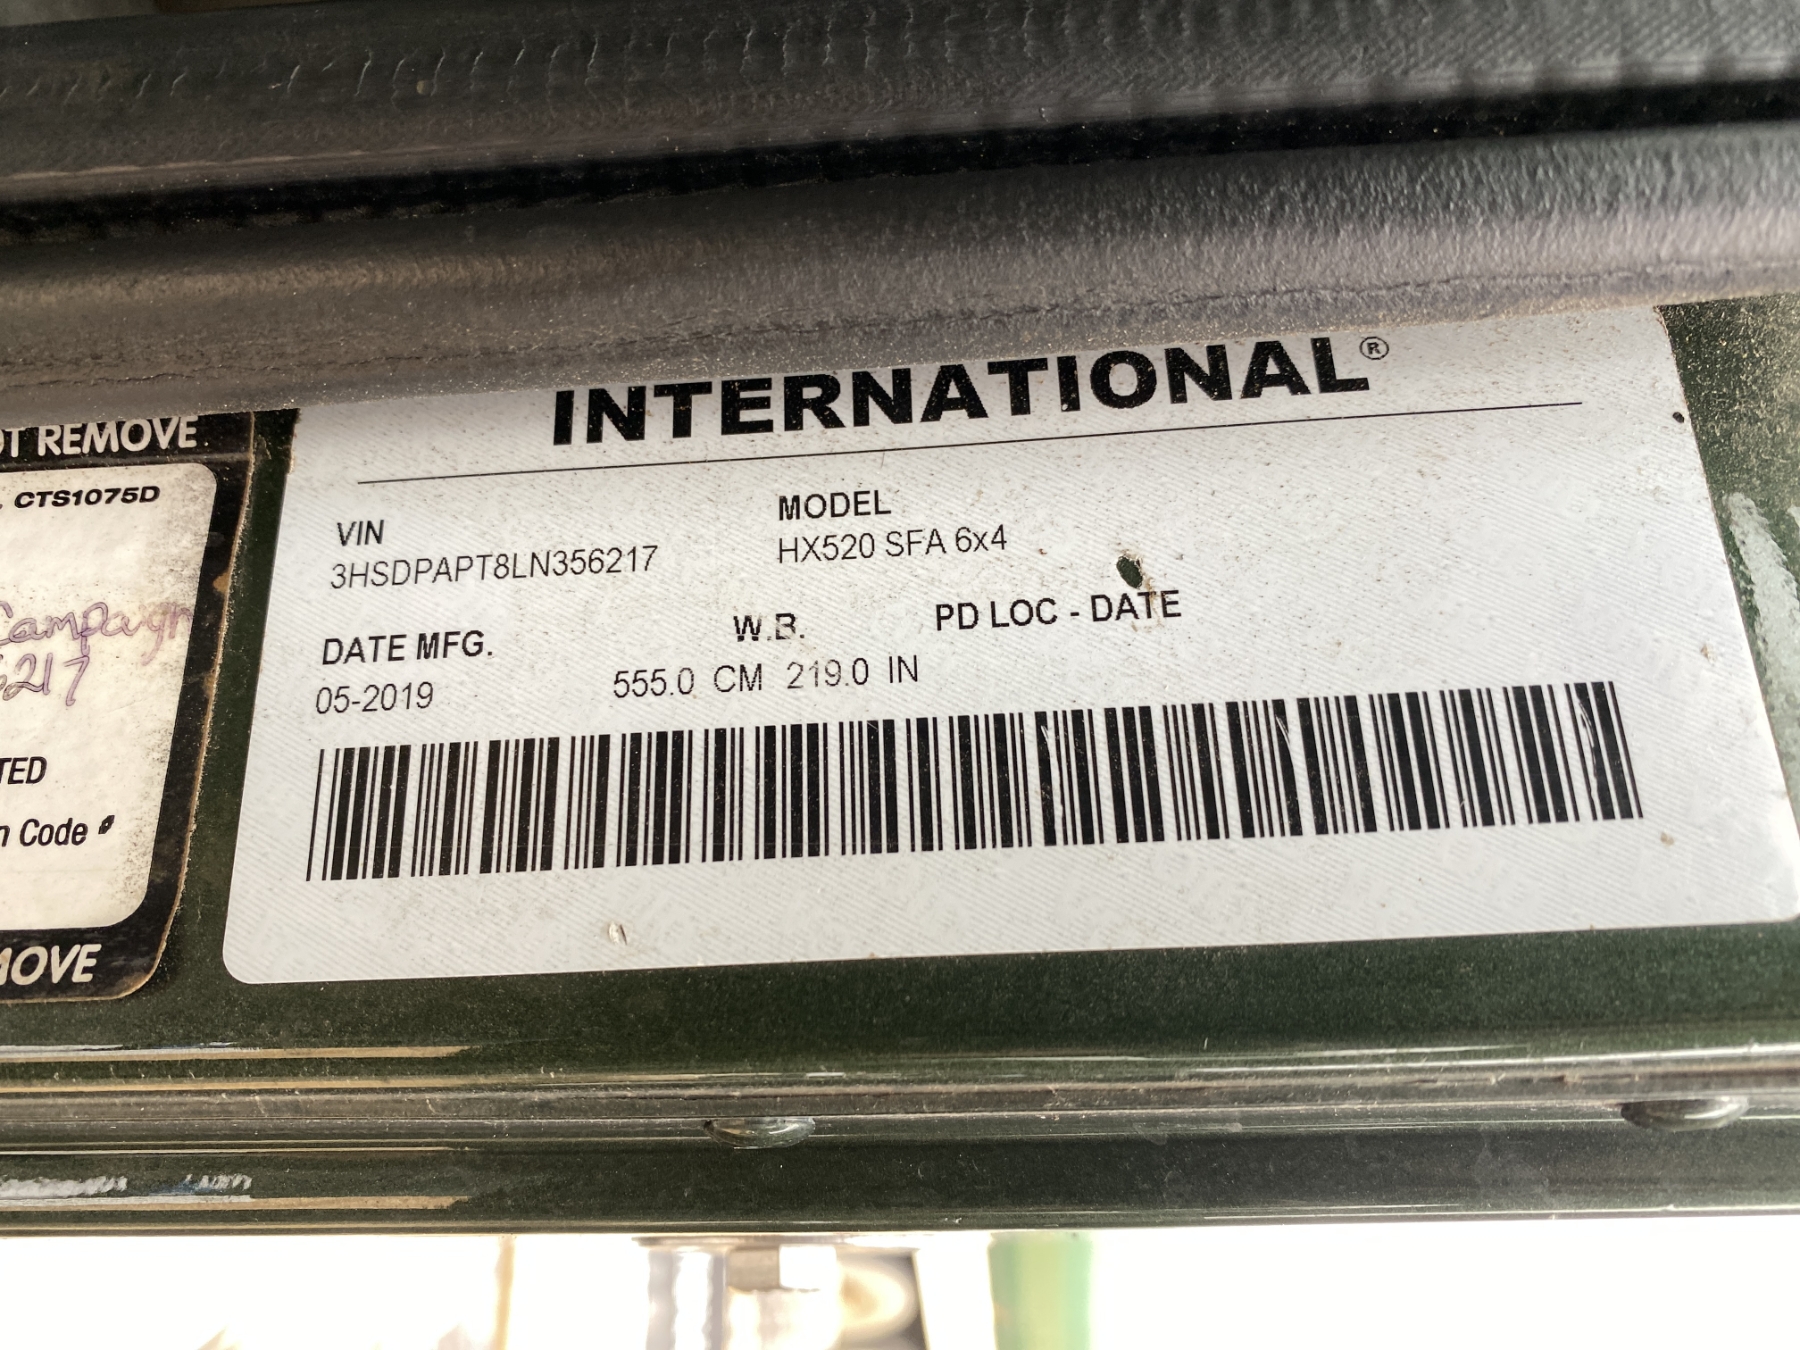 INTERNATIONAL®
VIN
3HSDPAPT8LN356217
MODEL
HX520 SFA 6x4
DATE MFG.
05-2019
W.B.
555.0 CM 219.0 IN
PD LOC - DATE
OT REMOVE
CTS1075D
Campaign
6217
TED
n Code #
MOVE